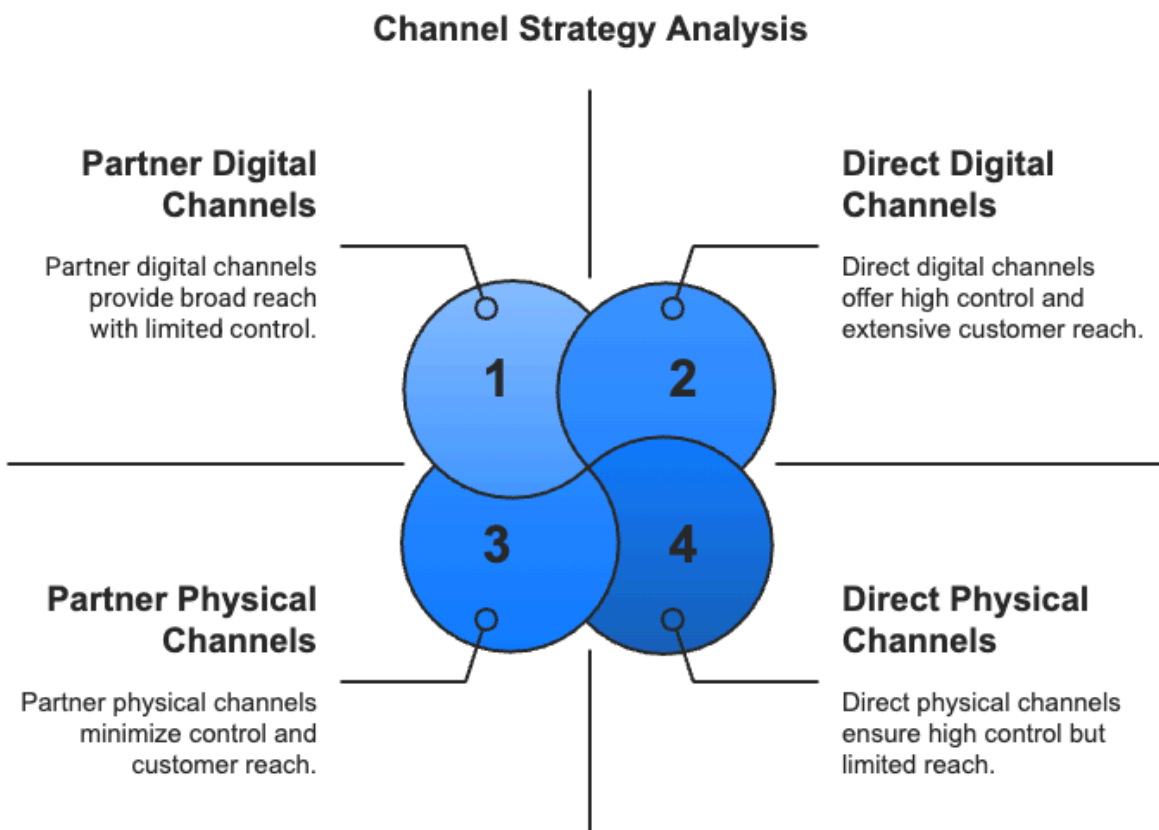 Channel Strategy Analysis
Partner Digital
Channels
Partner digital channels
provide broad reach
with limited control.
Direct Digital
Channels
Direct digital channels
offer high control and
extensive customer reach.
1
2
3
4
Partner Physical
Channels
Partner physical channels
minimize control and
customer reach.
Direct Physical
Channels
Direct physical channels
ensure high control but
limited reach.